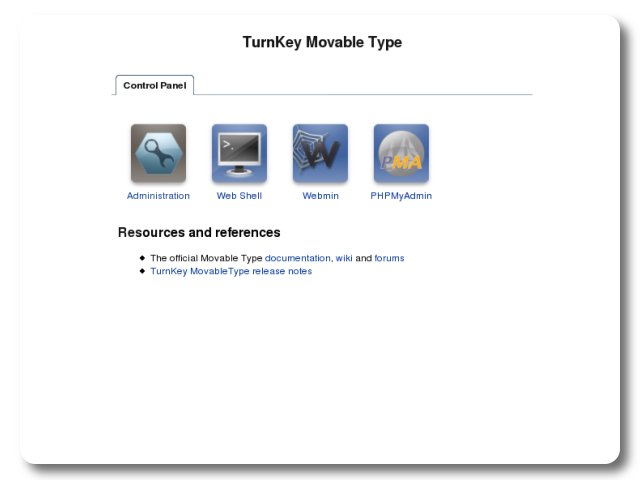 TurnKey Movable Type
Control Panel
>_
PMA
Administration Web Shell Webmin PHPMyAdmin
Resources and references
The official Movable Type documentation, wiki and forums
TurnKey MovableType release notes